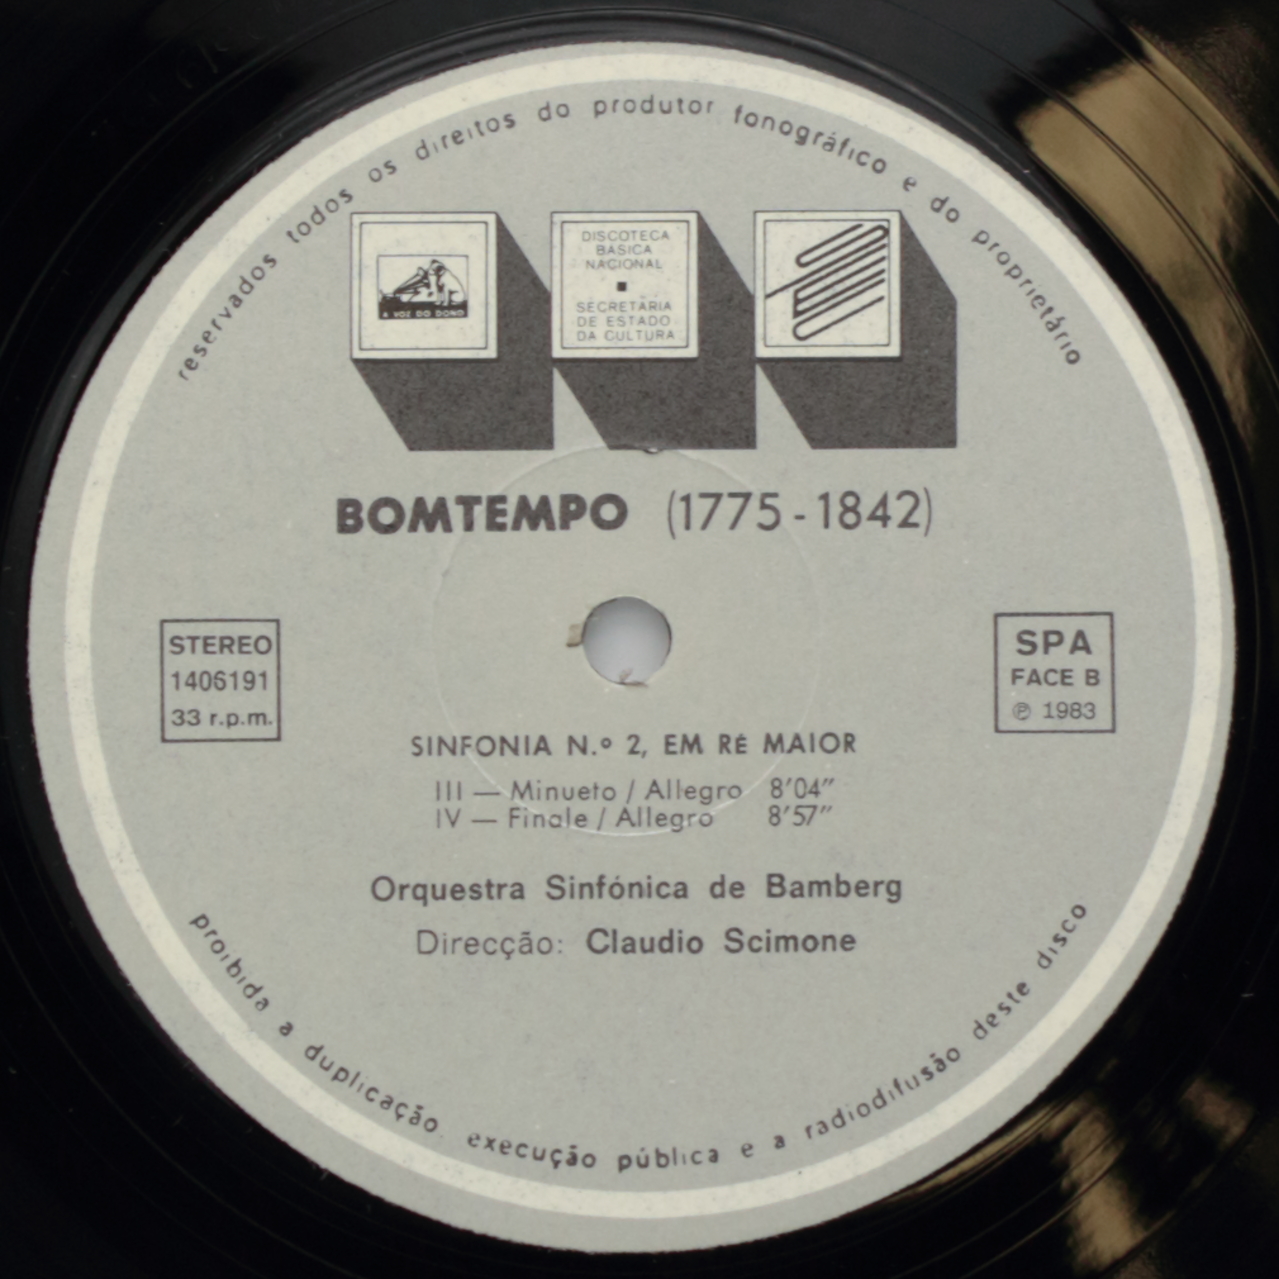 reservados todos os direitos do produtor fonográfico e do proprietário
A VOZ DO DONO
DISCOTECA
BÁSICA
NACIONAL
SECRETÁRIA
DE ESTADO
DA CULTURA
BOMTEMPO (1775-1842)
STEREO
1406191
33 r.p.m.
SPA
FACE B
℗ 1983
SINFONIA N.º 2, EM RÉ MAIOR
III — Minueto / Allegro 8'04"
IV — Finale / Allegro 8'57"
Orquestra Sinfónica de Bamberg
Direcção: Claudio Scimone
proibida a duplicação execução pública e a radiodifusão deste disco